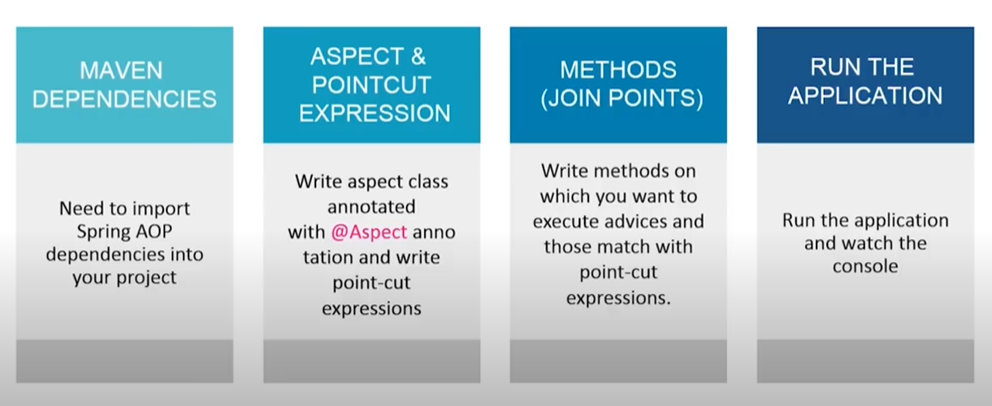 MAVEN
DEPENDENCIES
Need to import
Spring AOP
dependencies into
your project
ASPECT &
POINTCUT
EXPRESSION
Write aspect class
annotated
with @Aspect anno
tation and write
point-cut
expressions
METHODS
(JOIN POINTS)
Write methods on
which you want to
execute advices and
those match with
point-cut
expressions.
RUN THE
APPLICATION
Run the application
and watch the
console